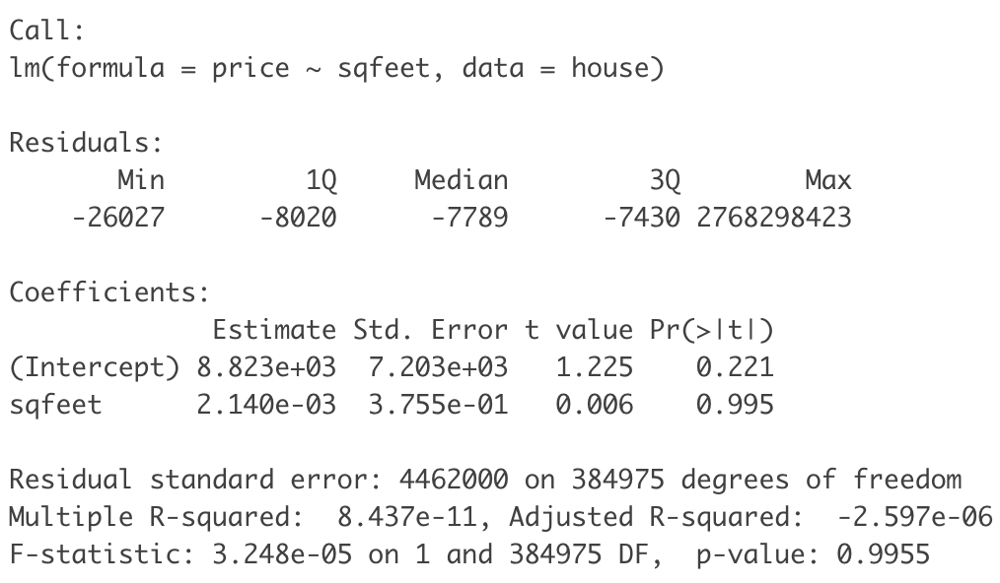 Call:
lm(formula = price ~ sqfeet, data = house)
Residuals:
Min 1Q Median 3Q Max
-26027 -8020 -7789 -7430 2768298423
Coefficients:
Estimate Std. Error t value Pr(>|t|)
(Intercept) 8.823e+03 7.203e+03 1.225 0.221
sqfeet 2.140e-03 3.755e-01 0.006 0.995
Residual standard error: 4462000 on 384975 degrees of freedom
Multiple R-squared: 8.437e-11, Adjusted R-squared: -2.597e-06
F-statistic: 3.248e-05 on 1 and 384975 DF, p-value: 0.9955